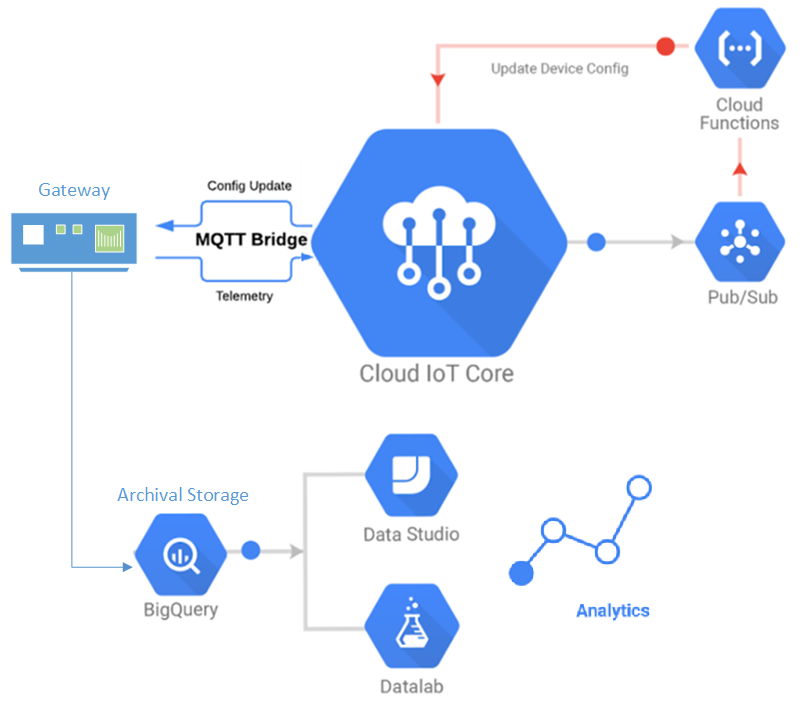 Update Device Config
Cloud
Functions
Gateway
Config Update
MQTT Bridge
Telemetry
Pub/Sub
Cloud IoT Core
Archival Storage
Data Studio
BigQuery
Analytics
Datalab